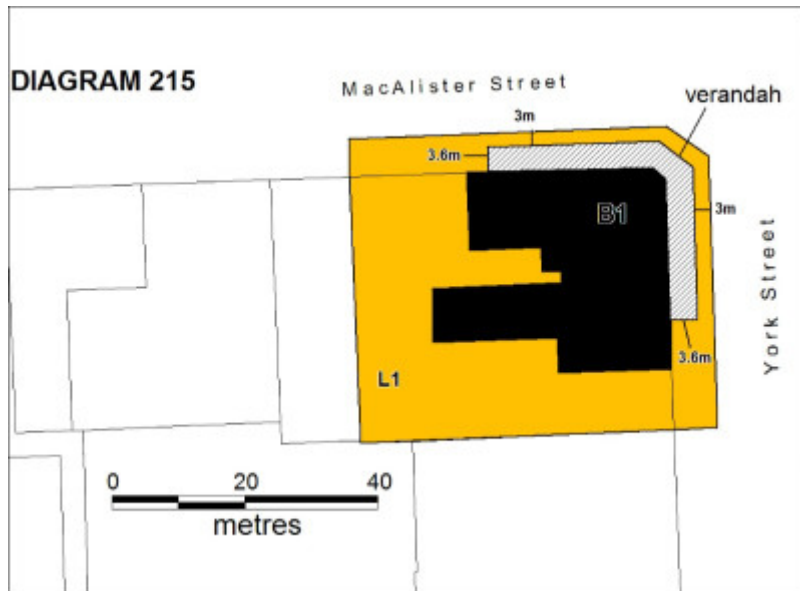 DIAGRAM 215
MacAlister Street
verandah
3m
3.6m
B1
3m
York Street
3.6m
L1
0 20 40
metres